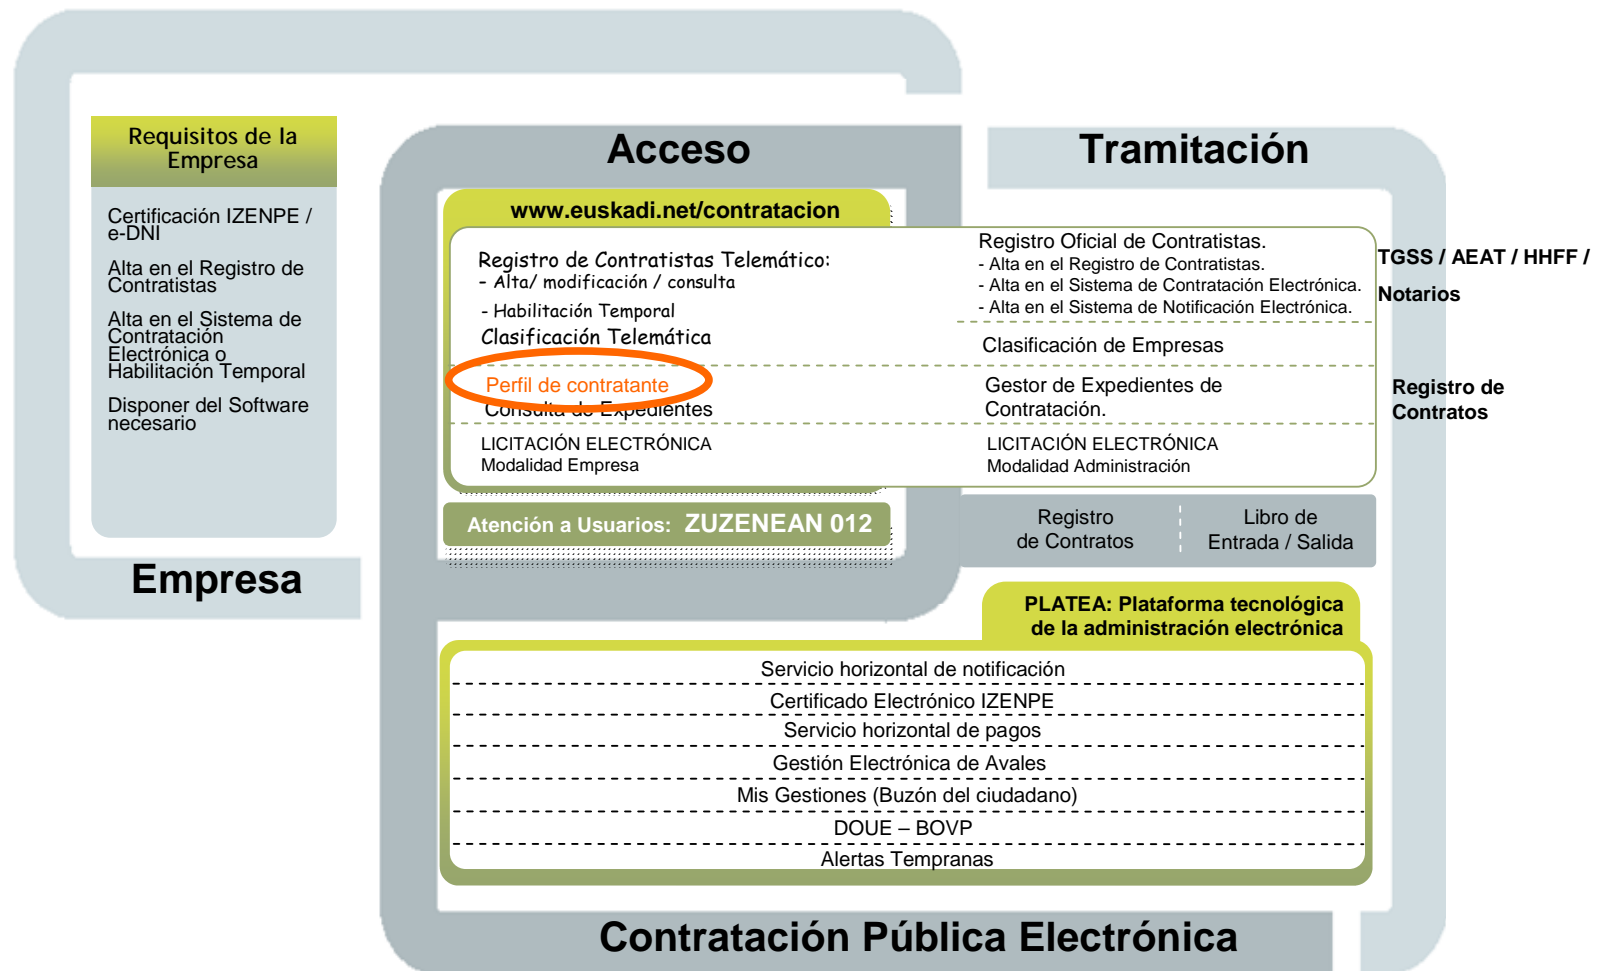 Requisitos de la
Empresa
Certificación IZENPE /
e-DNI
Alta en el Registro de
Contratistas
Alta en el Sistema de
Contratación
Electrónica o
Habilitación Temporal
Disponer del Software
necesario
Empresa
Acceso
www.euskadi.net/contratacion
Registro de Contratistas Telemático:
- Alta/ modificación / consulta
- Habilitación Temporal
Clasificación Telemática
Perfil de contratante
Consulta de Expedientes
LICITACIÓN ELECTRÓNICA
Modalidad Empresa
Atención a Usuarios: ZUZENEAN 012
Tramitación
Registro Oficial de Contratistas.
- Alta en el Registro de Contratistas.
- Alta en el Sistema de Contratación Electrónica.
- Alta en el Sistema de Notificación Electrónica.
Clasificación de Empresas
Gestor de Expedientes de
Contratación.
LICITACIÓN ELECTRÓNICA
Modalidad Administración
TGSS / AEAT / HHFF /
Notarios
Registro de
Contratos
Registro
de Contratos
Libro de
Entrada / Salida
PLATEA: Plataforma tecnológica
de la administración electrónica
Servicio horizontal de notificación
Certificado Electrónico IZENPE
Servicio horizontal de pagos
Gestión Electrónica de Avales
Mis Gestiones (Buzón del ciudadano)
DOUE – BOVP
Alertas Tempranas
Contratación Pública Electrónica